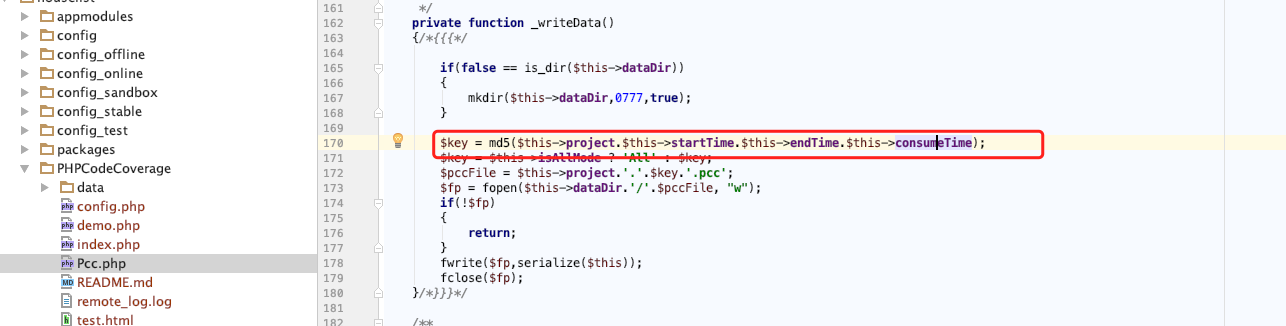 houselist
appmodules
config
config_offline
config_online
config_sandbox
config_stable
config_test
packages
PHPCodeCoverage
data
config.php
demo.php
index.php
Pcc.php
README.md
remote_log.log
test.html
161 */
162 private function _writeData()
163 {/*{{{*/
164
165 if(false == is_dir($this->dataDir))
166 {
167 mkdir($this->dataDir,0777,true);
168 }
169
170 $key = md5($this->project.$this->startTime.$this->endTime.$this->consumeTime);
171 $key = $this->isAllMode ? 'All' : $key;
172 $pccFile = $this->project.'.'.$key.'.pcc';
173 $fp = fopen($this->dataDir.'/'.$pccFile, "w");
174 if(!$fp)
175 {
176 return;
177 }
178 fwrite($fp,serialize($this));
179 fclose($fp);
180 }/*}}}*/
181
182 /**